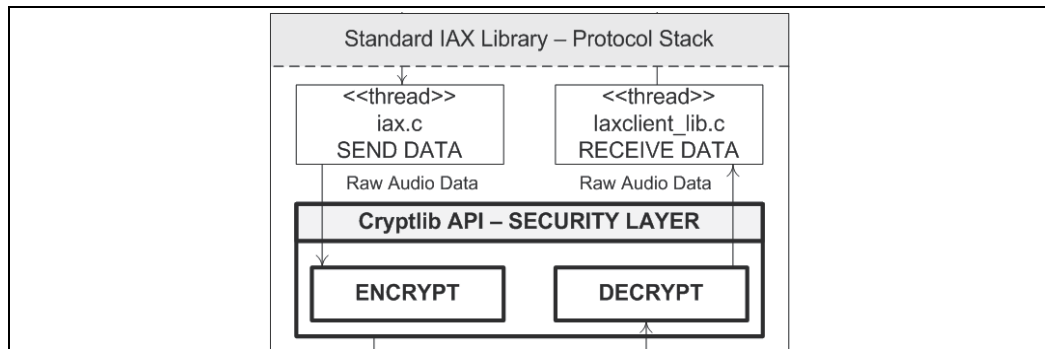 Standard IAX Library – Protocol Stack
<<thread>>
iax.c
SEND DATA
<<thread>>
Iaxclient_lib.c
RECEIVE DATA
Raw Audio Data
Raw Audio Data
Cryptlib API – SECURITY LAYER
ENCRYPT
DECRYPT